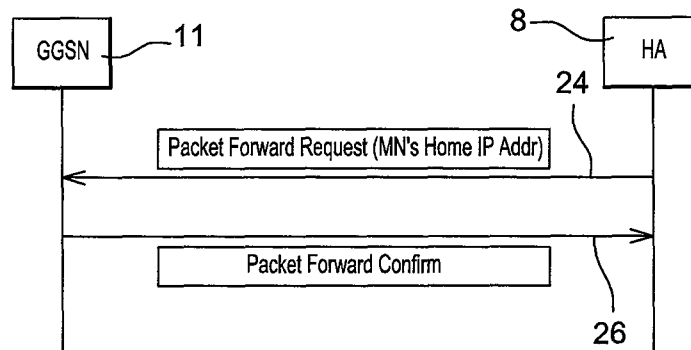 GGSN
11
8
HA
24
Packet Forward Request (MN's Home IP Addr)
Packet Forward Confirm
26